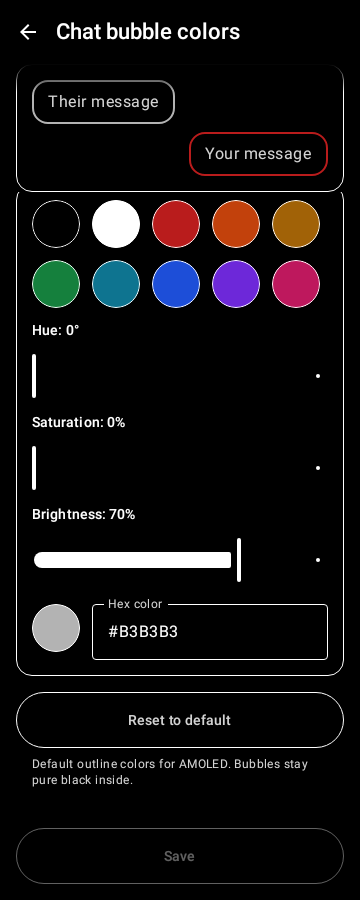 Chat bubble colors
Their message
Your message
Hue: 0°
Saturation: 0%
Brightness: 70%
Hex color
#B3B3B3
Reset to default
Default outline colors for AMOLED. Bubbles stay
pure black inside.
Save